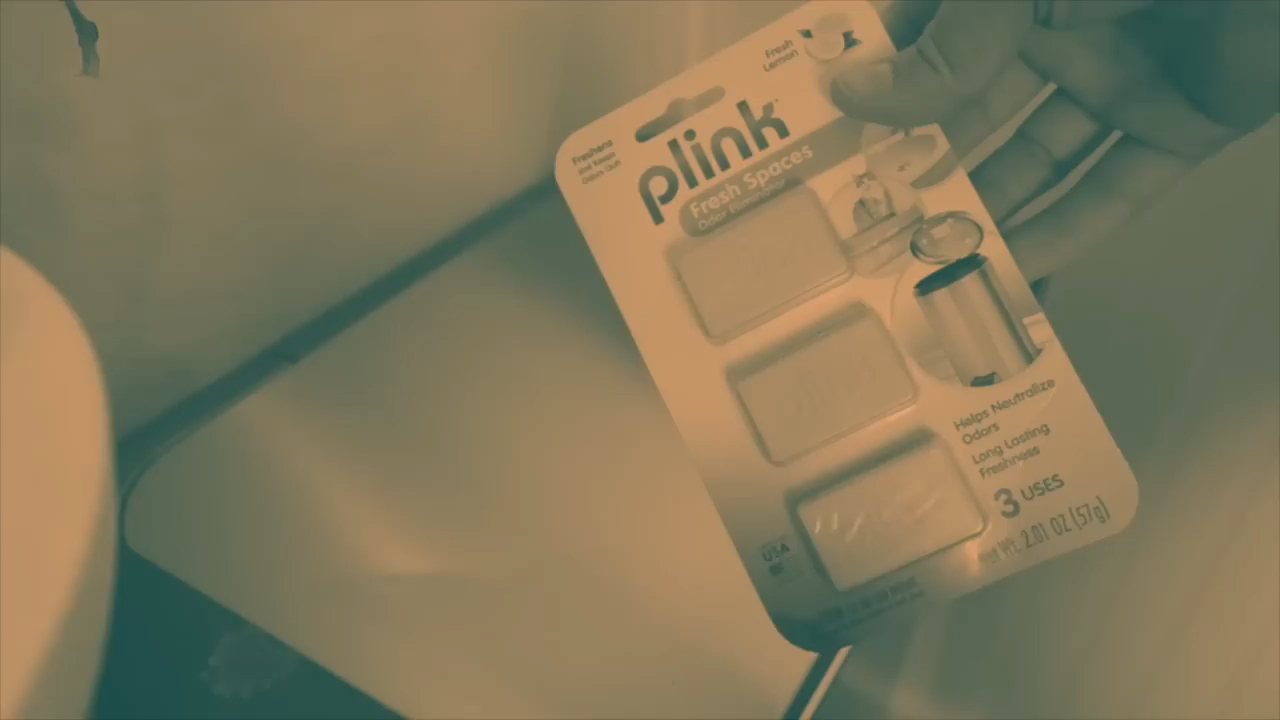 Fresh
Lemon
Freshens
and Keeps
Odors Out!
plink
Fresh Spaces
Odor Eliminator
Helps Neutralize
Odors
Long Lasting
Freshness
3 USES
Net Wt. 2.01 OZ (57g)
USA